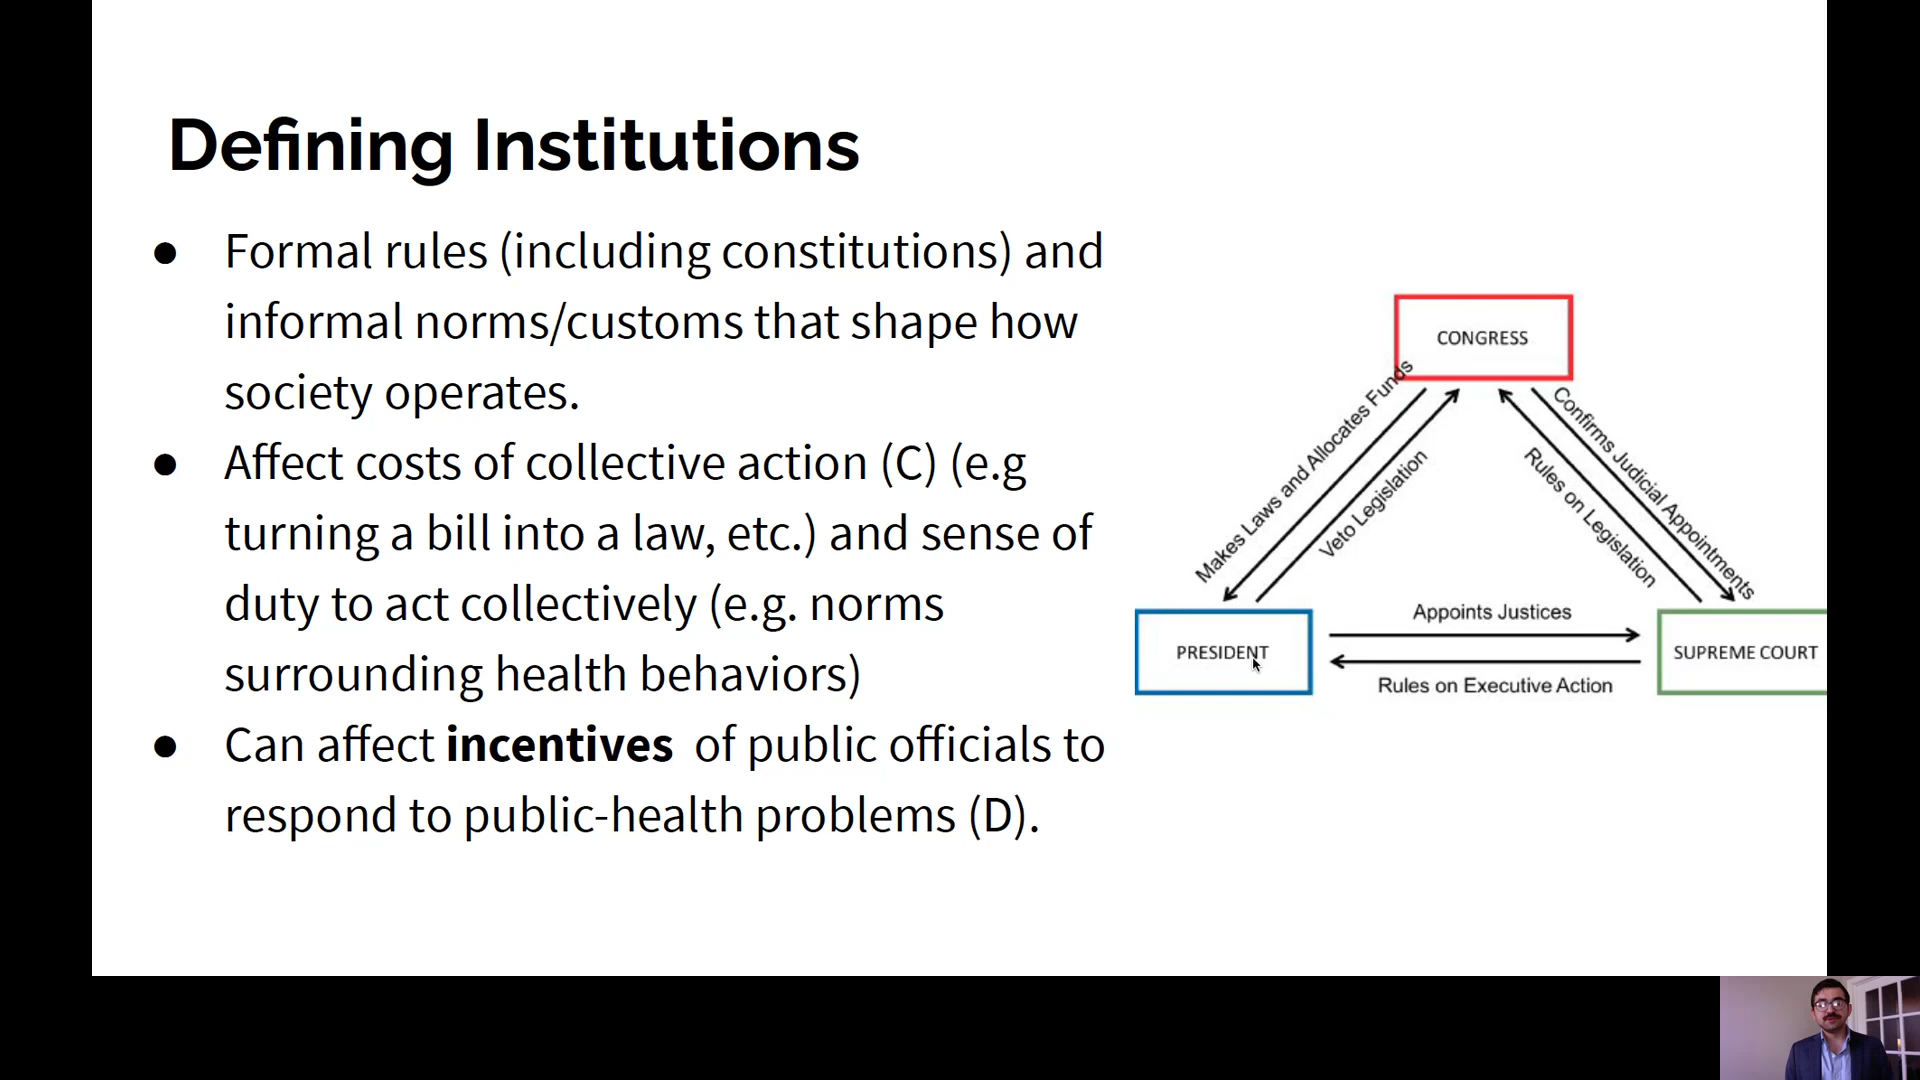 Defining Institutions
● Formal rules (including constitutions) and
informal norms/customs that shape how
society operates.
● Affect costs of collective action (C) (e.g
turning a bill into a law, etc.) and sense of
duty to act collectively (e.g. norms
surrounding health behaviors)
● Can affect incentives of public officials to
respond to public-health problems (D).
CONGRESS
Makes Laws and Allocates Funds
Veto Legislation
Confirms Judicial Appointments
Rules on Legislation
PRESIDENT
Appoints Justices
Rules on Executive Action
SUPREME COURT